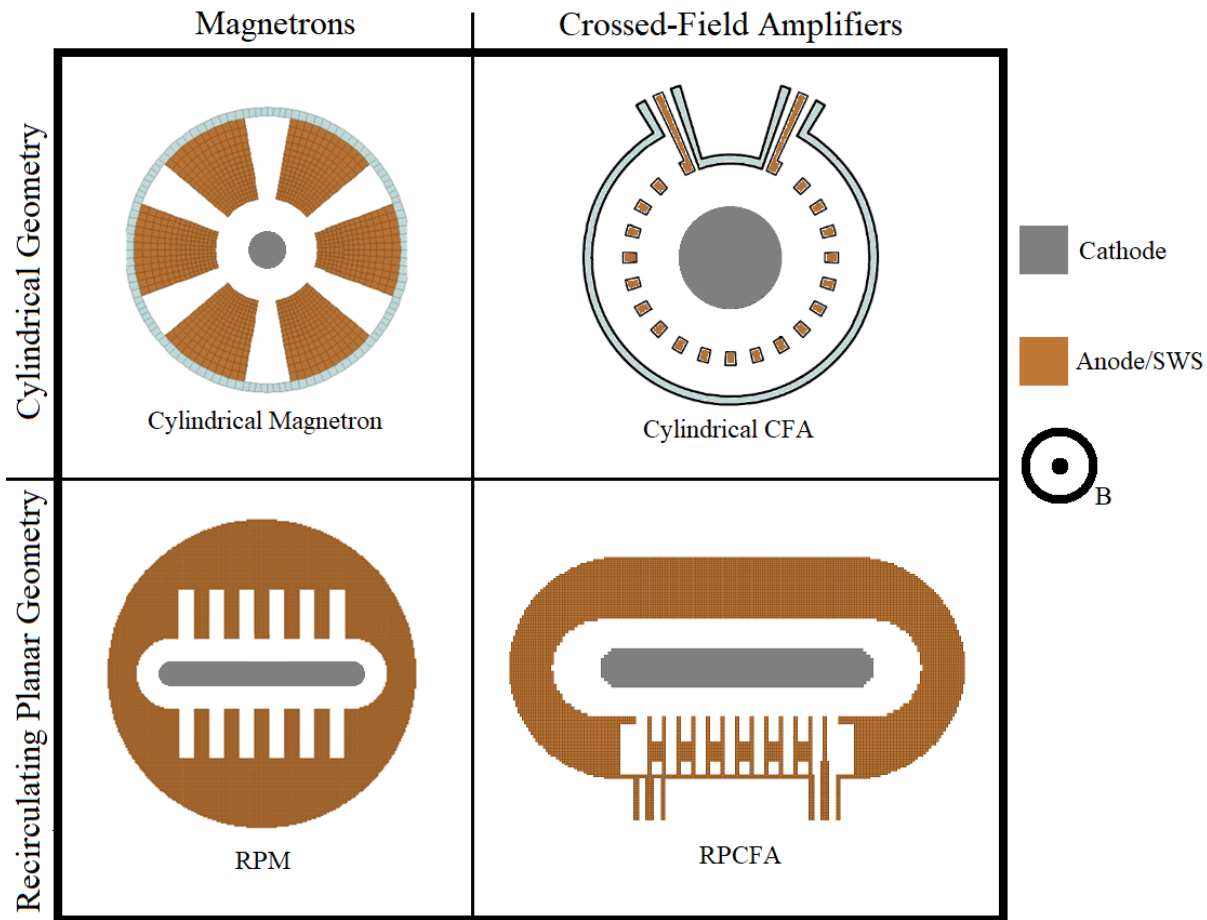 Magnetrons
Crossed-Field Amplifiers
Cylindrical Geometry
Cylindrical Magnetron
Cylindrical CFA
Cathode
Anode/SWS
B
Recirculating Planar Geometry
RPM
RPCFA